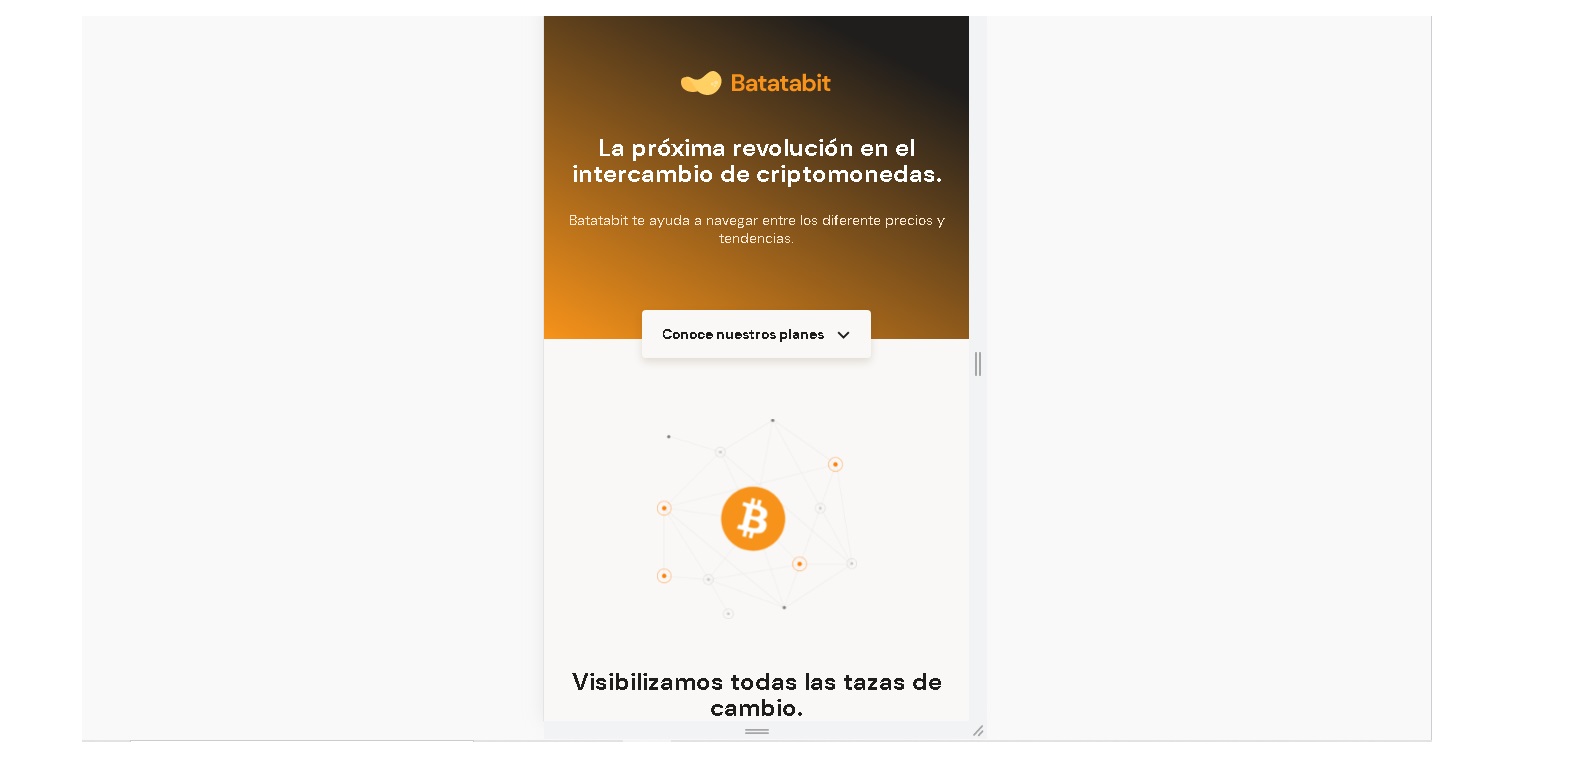 Batatabit
La próxima revolución en el
intercambio de criptomonedas.
Batatabit te ayuda a navegar entre los diferente precios y
tendencias.
Conoce nuestros planes
Visibilizamos todas las tazas de
cambio.